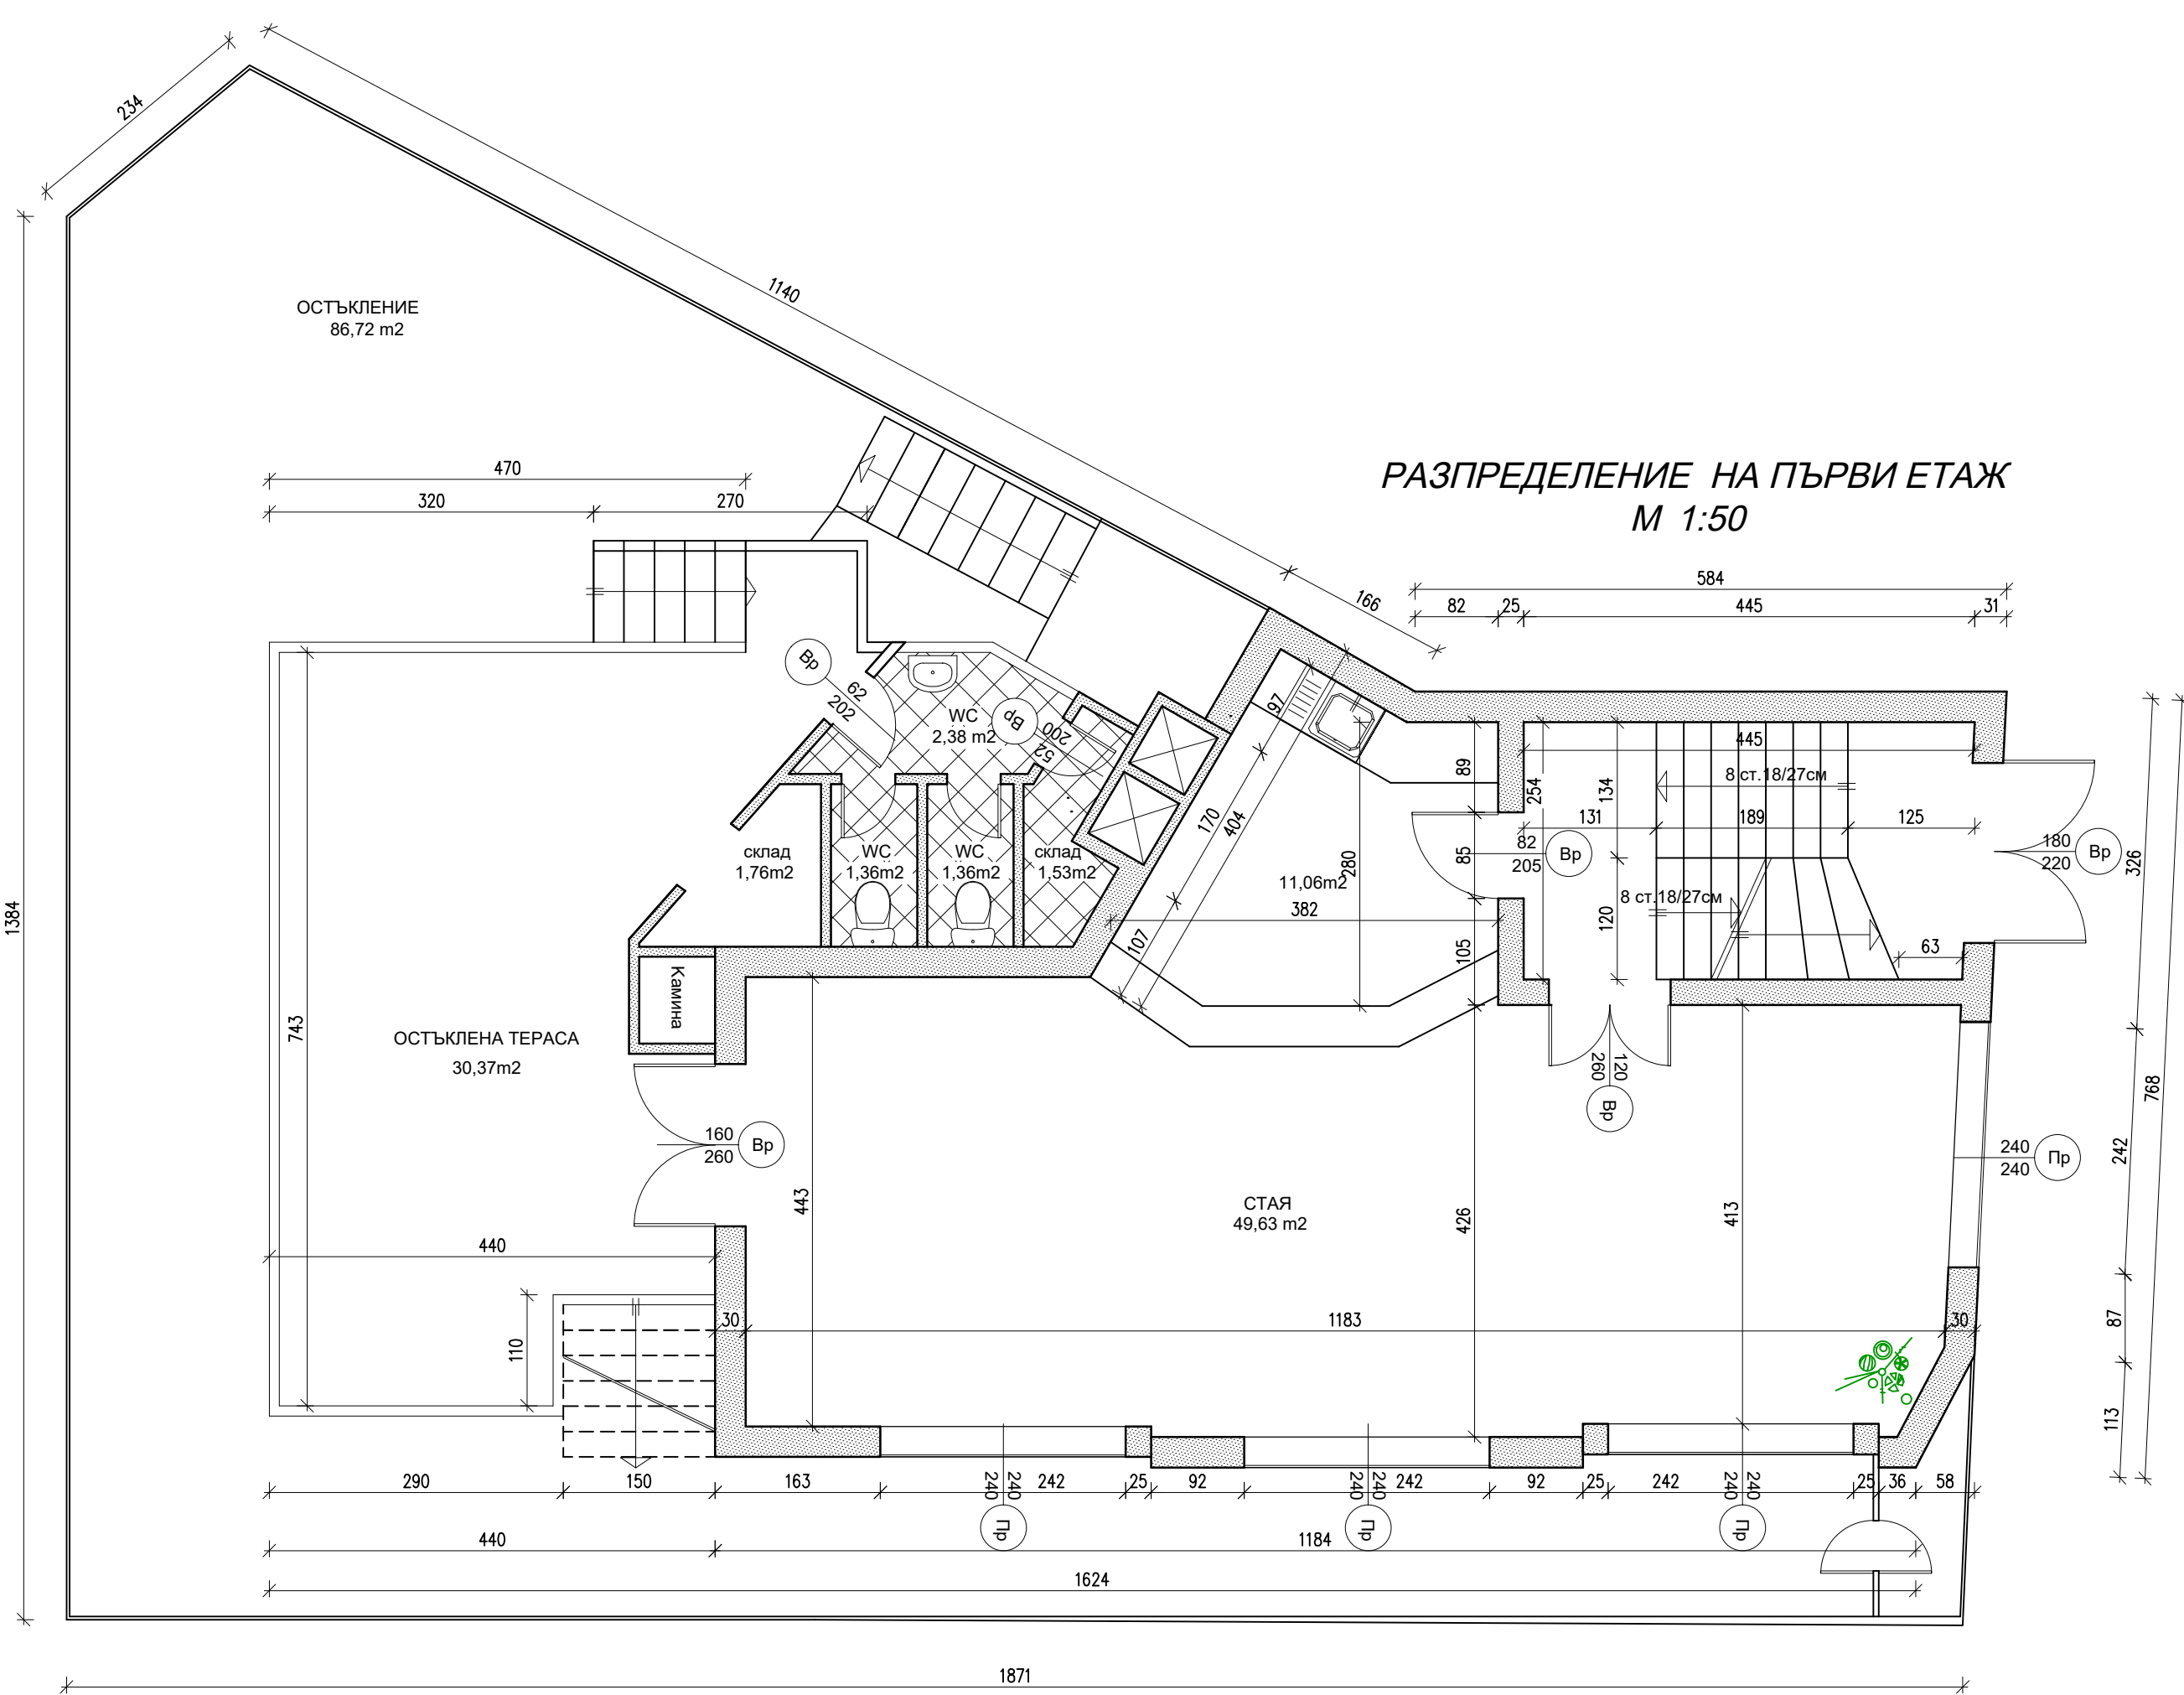 234
1140
ОСТЪКЛЕНИЕ
86,72 m2
470
320
270
РАЗПРЕДЕЛЕНИЕ НА ПЪРВИ ЕТАЖ
М 1:50
584
166
82
25
445
31
Вр
62
202
WC
2,38 m2
Вр
200
52
97
89
254
134
445
8 ст.18/27см
131
189
125
170
404
280
82
205
Вр
85
180
220
Вр
326
склад
1,76m2
WC
1,36m2
WC
1,36m2
склад
1,53m2
11,06m2
382
107
105
120
8 ст.18/27см
63
1384
Камина
743
ОСТЪКЛЕНА ТЕРАСА
30,37m2
160
260
Вр
120
260
Вр
768
242
240
240
Пр
443
СТАЯ
49,63 m2
426
413
440
110
30
1183
30
87
113
290
150
163
240
240
242
25
92
240
240
242
92
25
242
240
240
25
36
58
Пр
Пр
Пр
440
1184
1624
1871